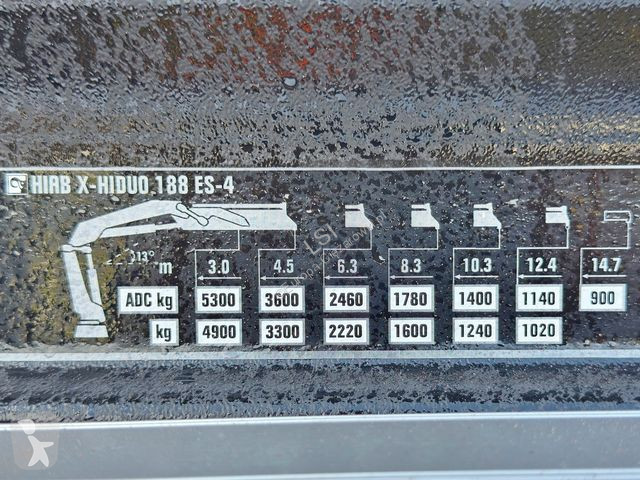 HIAB X-HIDUO 188 ES-4
m 3.0 4.5 6.3 8.3 10.3 12.4 14.7
ADC kg 5300 3600 2460 1780 1400 1140 900
kg 4900 3300 2220 1600 1240 1020
LSI